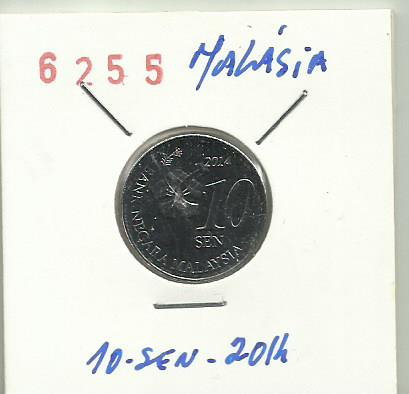 6255 MALÁSiA
2014
10
SEN
BANK NEGARA MALAYSIA
10-SEN-2014